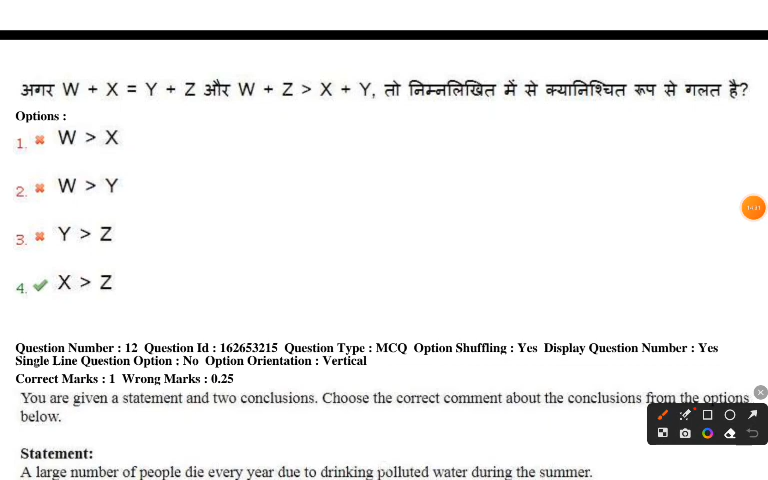 अगर W + X = Y + Z और W + Z > X + Y, तो निम्नलिखित में से क्यानिश्चित रूप से गलत है?
Options :
1. W > X
2. W > Y
3. Y > Z
4. X > Z
Question Number : 12 Question Id : 162653215 Question Type : MCQ Option Shuffling : Yes Display Question Number : Yes
Single Line Question Option : No Option Orientation : Vertical
Correct Marks : 1 Wrong Marks : 0.25
You are given a statement and two conclusions. Choose the correct comment about the conclusions from the options
below.
Statement:
A large number of people die every year due to drinking polluted water during the summer.